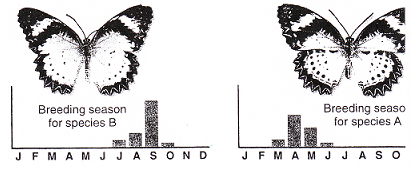 Breeding season
for species B
J F M A M J J A S O N D
Breeding seaso
for species A
J F M A M J J A S O